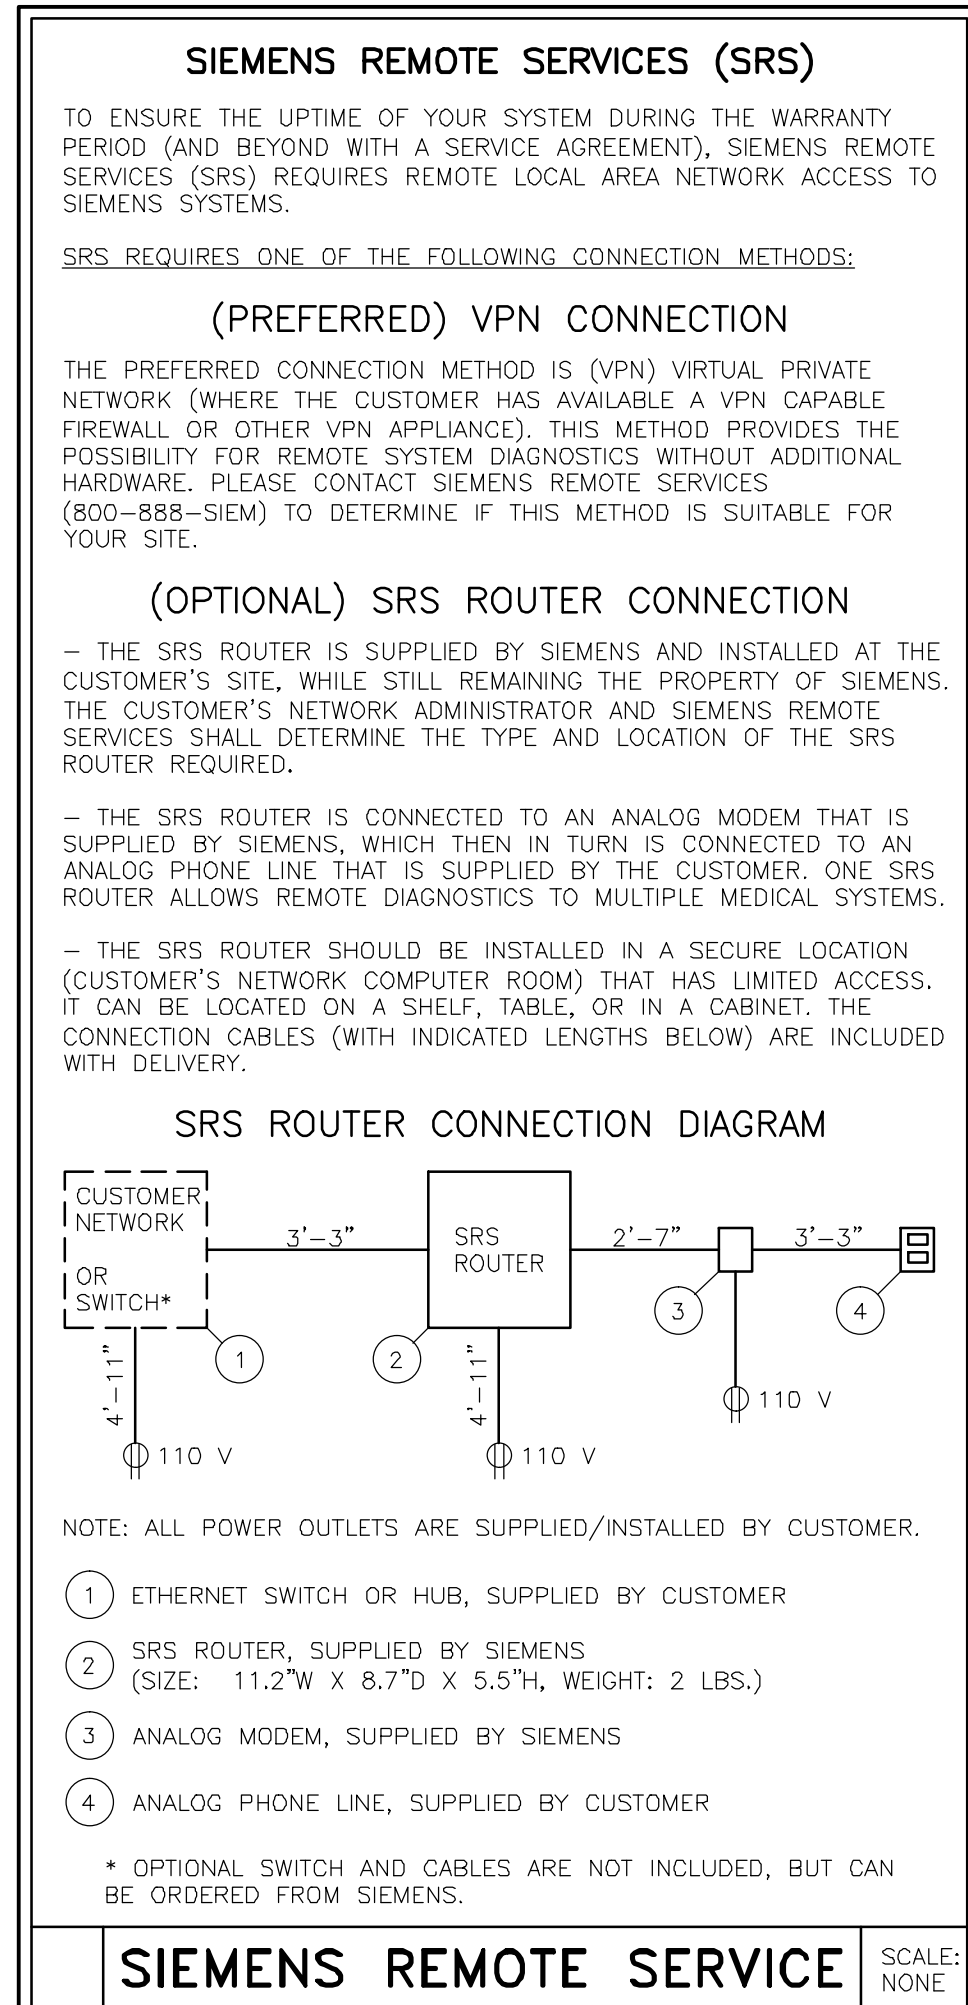 SIEMENS REMOTE SERVICES (SRS)
TO ENSURE THE UPTIME OF YOUR SYSTEM DURING THE WARRANTY
PERIOD (AND BEYOND WITH A SERVICE AGREEMENT), SIEMENS REMOTE
SERVICES (SRS) REQUIRES REMOTE LOCAL AREA NETWORK ACCESS TO
SIEMENS SYSTEMS.
SRS REQUIRES ONE OF THE FOLLOWING CONNECTION METHODS:
(PREFERRED) VPN CONNECTION
THE PREFERRED CONNECTION METHOD IS (VPN) VIRTUAL PRIVATE
NETWORK (WHERE THE CUSTOMER HAS AVAILABLE A VPN CAPABLE
FIREWALL OR OTHER VPN APPLIANCE). THIS METHOD PROVIDES THE
POSSIBILITY FOR REMOTE SYSTEM DIAGNOSTICS WITHOUT ADDITIONAL
HARDWARE. PLEASE CONTACT SIEMENS REMOTE SERVICES
(800-888-SIEM) TO DETERMINE IF THIS METHOD IS SUITABLE FOR
YOUR SITE.
(OPTIONAL) SRS ROUTER CONNECTION
- THE SRS ROUTER IS SUPPLIED BY SIEMENS AND INSTALLED AT THE
CUSTOMER'S SITE, WHILE STILL REMAINING THE PROPERTY OF SIEMENS.
THE CUSTOMER'S NETWORK ADMINISTRATOR AND SIEMENS REMOTE
SERVICES SHALL DETERMINE THE TYPE AND LOCATION OF THE SRS
ROUTER REQUIRED.
- THE SRS ROUTER IS CONNECTED TO AN ANALOG MODEM THAT IS
SUPPLIED BY SIEMENS, WHICH THEN IN TURN IS CONNECTED TO AN
ANALOG PHONE LINE THAT IS SUPPLIED BY THE CUSTOMER. ONE SRS
ROUTER ALLOWS REMOTE DIAGNOSTICS TO MULTIPLE MEDICAL SYSTEMS.
- THE SRS ROUTER SHOULD BE INSTALLED IN A SECURE LOCATION
(CUSTOMER'S NETWORK COMPUTER ROOM) THAT HAS LIMITED ACCESS.
IT CAN BE LOCATED ON A SHELF, TABLE, OR IN A CABINET. THE
CONNECTION CABLES (WITH INDICATED LENGTHS BELOW) ARE INCLUDED
WITH DELIVERY.
SRS ROUTER CONNECTION DIAGRAM
CUSTOMER
NETWORK
OR
SWITCH*
3'-3"
SRS
ROUTER
2'-7"
3'-3"
1
2
3
4
4'-11"
4'-11"
110 V
110 V
110 V
NOTE: ALL POWER OUTLETS ARE SUPPLIED/INSTALLED BY CUSTOMER.
1 ETHERNET SWITCH OR HUB, SUPPLIED BY CUSTOMER
2 SRS ROUTER, SUPPLIED BY SIEMENS
(SIZE: 11.2"W X 8.7"D X 5.5"H, WEIGHT: 2 LBS.)
3 ANALOG MODEM, SUPPLIED BY SIEMENS
4 ANALOG PHONE LINE, SUPPLIED BY CUSTOMER
* OPTIONAL SWITCH AND CABLES ARE NOT INCLUDED, BUT CAN
BE ORDERED FROM SIEMENS.
SIEMENS REMOTE SERVICE
SCALE:
NONE